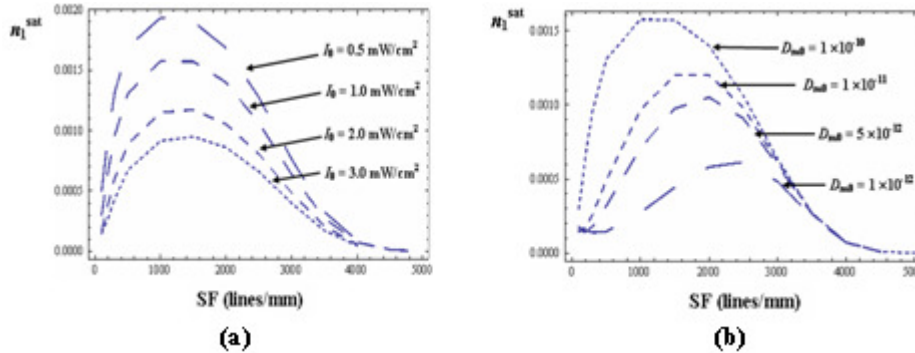 n₁ˢᵃᵗ
0.0020
0.0015
0.0010
0.0005
0.0000
I₀ = 0.5 mW/cm²
I₀ = 1.0 mW/cm²
I₀ = 2.0 mW/cm²
I₀ = 3.0 mW/cm²
0 1000 2000 3000 4000 5000
SF (lines/mm)
(a)
n₁ˢᵃᵗ
0.0015
0.0010
0.0005
0.0000
Dₘ₀ = 1×10⁻¹⁰
Dₘ₀ = 1×10⁻¹¹
Dₘ₀ = 5×10⁻¹²
Dₘ₀ = 1×10⁻¹²
0 1000 2000 3000 4000 5000
SF (lines/mm)
(b)